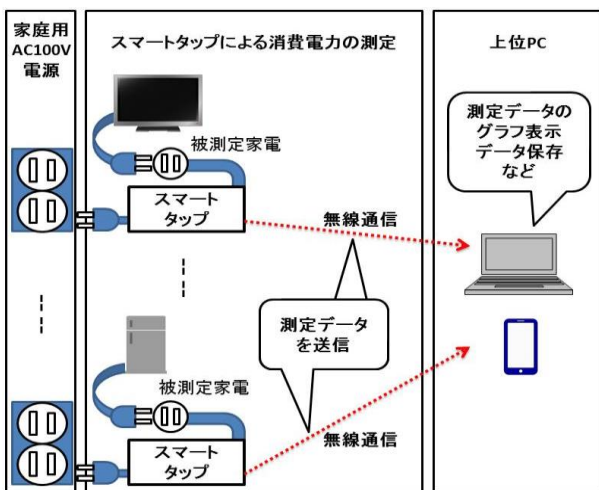 家庭用
AC100V
電源
スマートタップによる消費電力の測定
上位PC
測定データの
グラフ表示
データ保存
など
被測定家電
スマート
タップ
無線通信
測定データ
を送信
被測定家電
スマート
タップ
無線通信